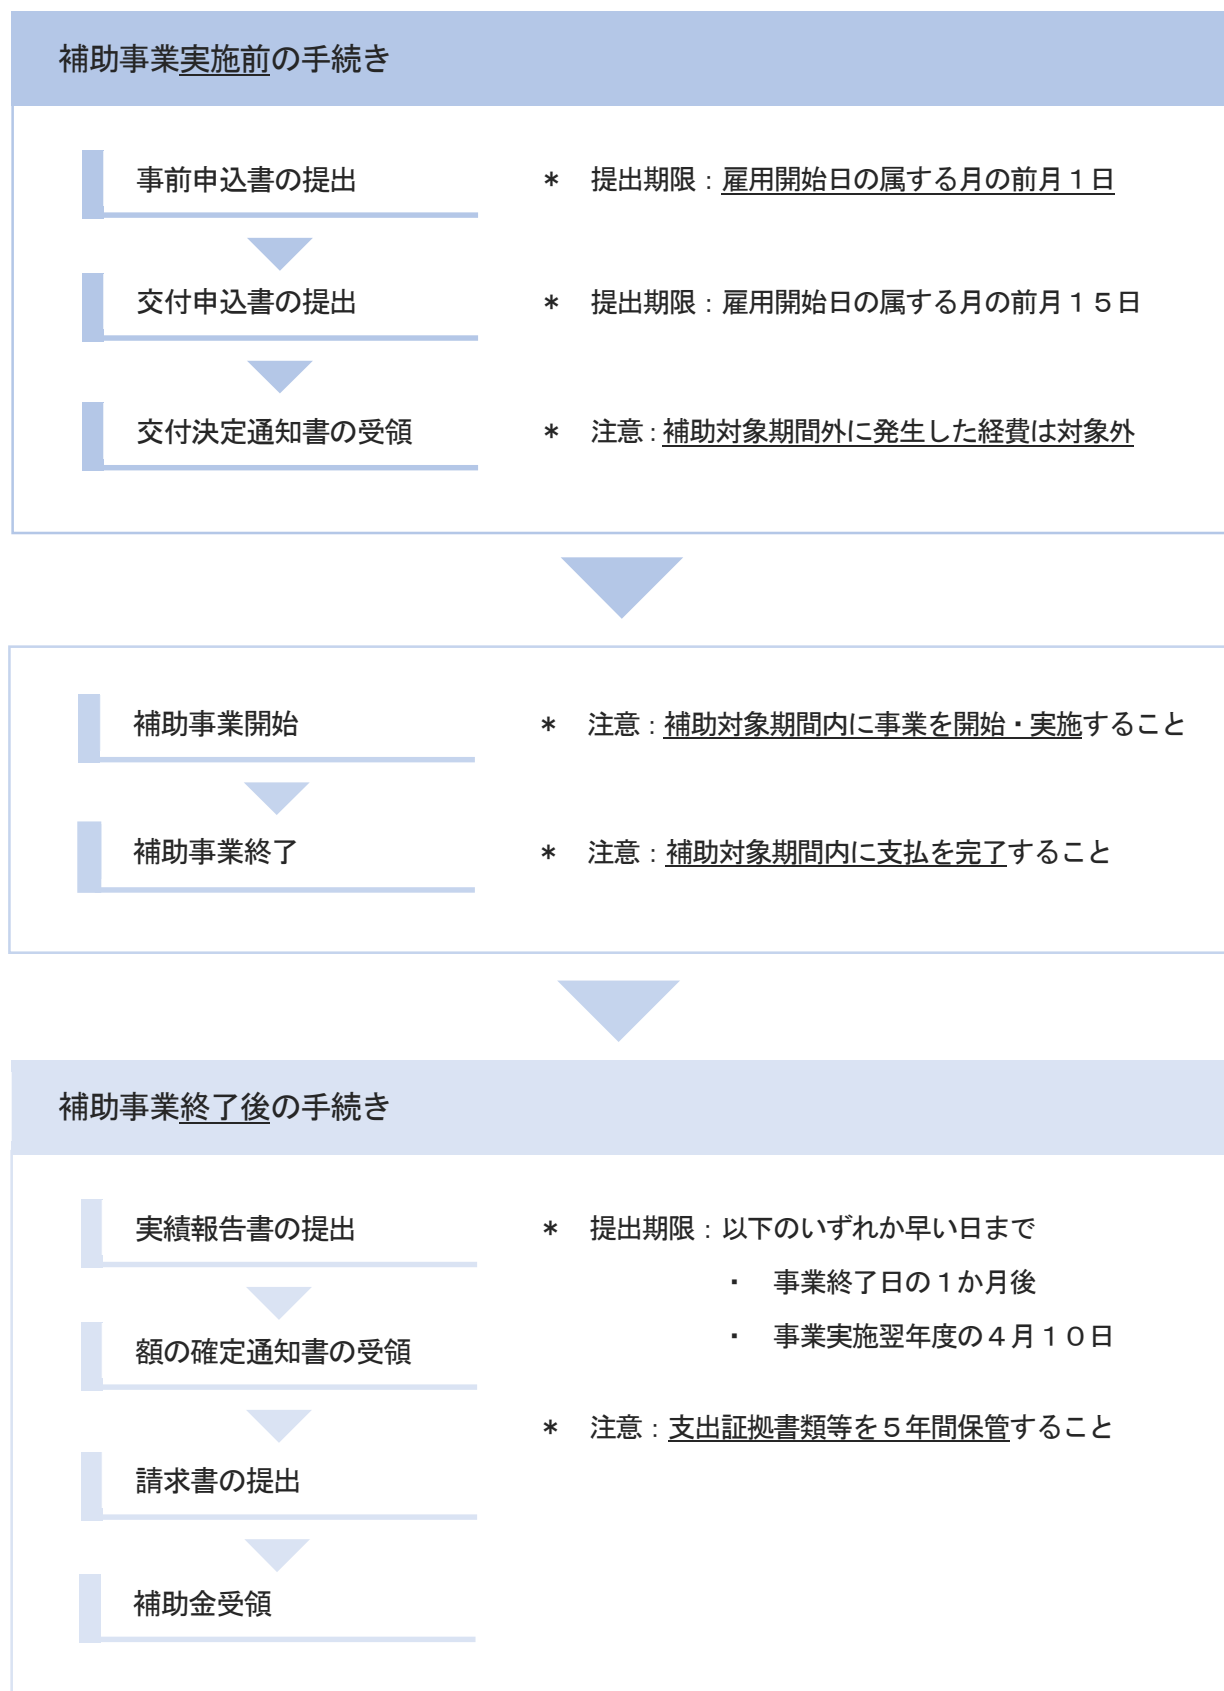 補助事業実施前の手続き
事前申込書の提出
* 提出期限：雇用開始日の属する月の前月１日
交付申込書の提出
* 提出期限：雇用開始日の属する月の前月１５日
交付決定通知書の受領
* 注意：補助対象期間外に発生した経費は対象外
補助事業開始
* 注意：補助対象期間内に事業を開始・実施すること
補助事業終了
* 注意：補助対象期間内に支払を完了すること
補助事業終了後の手続き
実績報告書の提出
* 提出期限：以下のいずれか早い日まで
・ 事業終了日の１か月後
・ 事業実施翌年度の４月１０日
額の確定通知書の受領
* 注意：支出証拠書類等を５年間保管すること
請求書の提出
補助金受領